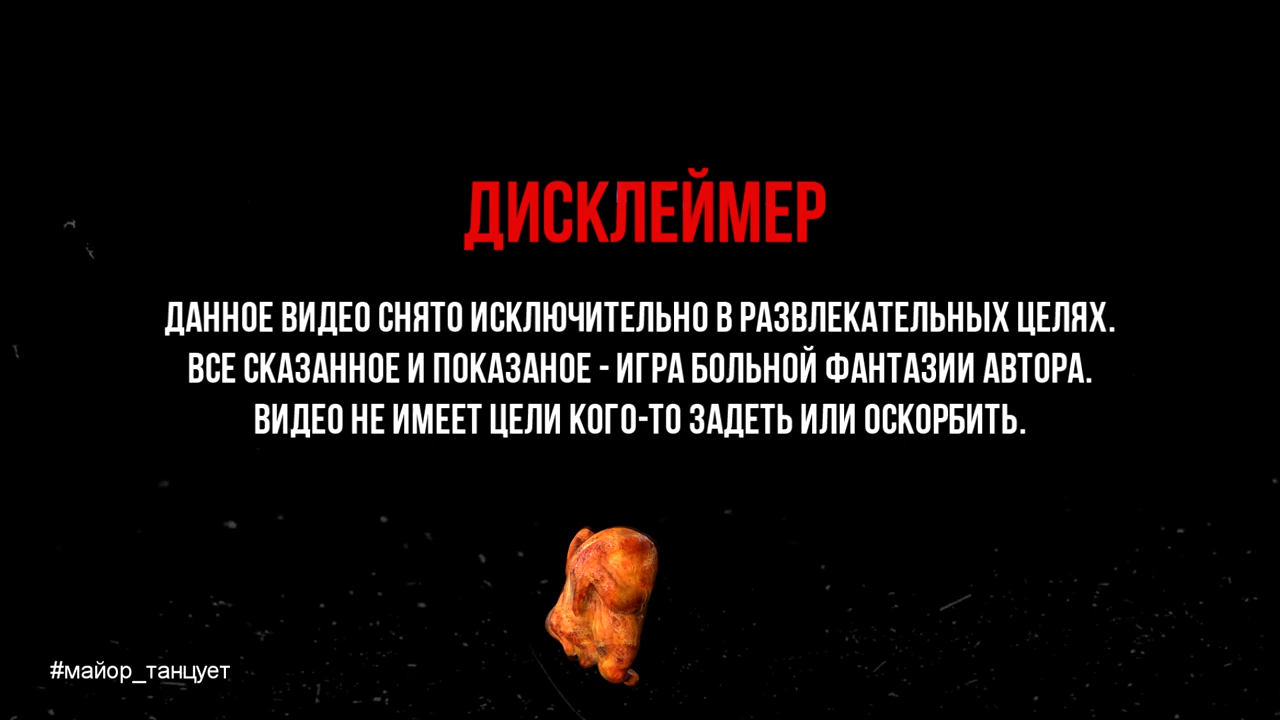 ДИСКЛЕЙМЕР
ДАННОЕ ВИДЕО СНЯТО ИСКЛЮЧИТЕЛЬНО В РАЗВЛЕКАТЕЛЬНЫХ ЦЕЛЯХ.
ВСЕ СКАЗАННОЕ И ПОКАЗАНОЕ - ИГРА БОЛЬНОЙ ФАНТАЗИИ АВТОРА.
ВИДЕО НЕ ИМЕЕТ ЦЕЛИ КОГО-ТО ЗАДЕТЬ ИЛИ ОСКОРБИТЬ.
#майор_танцует